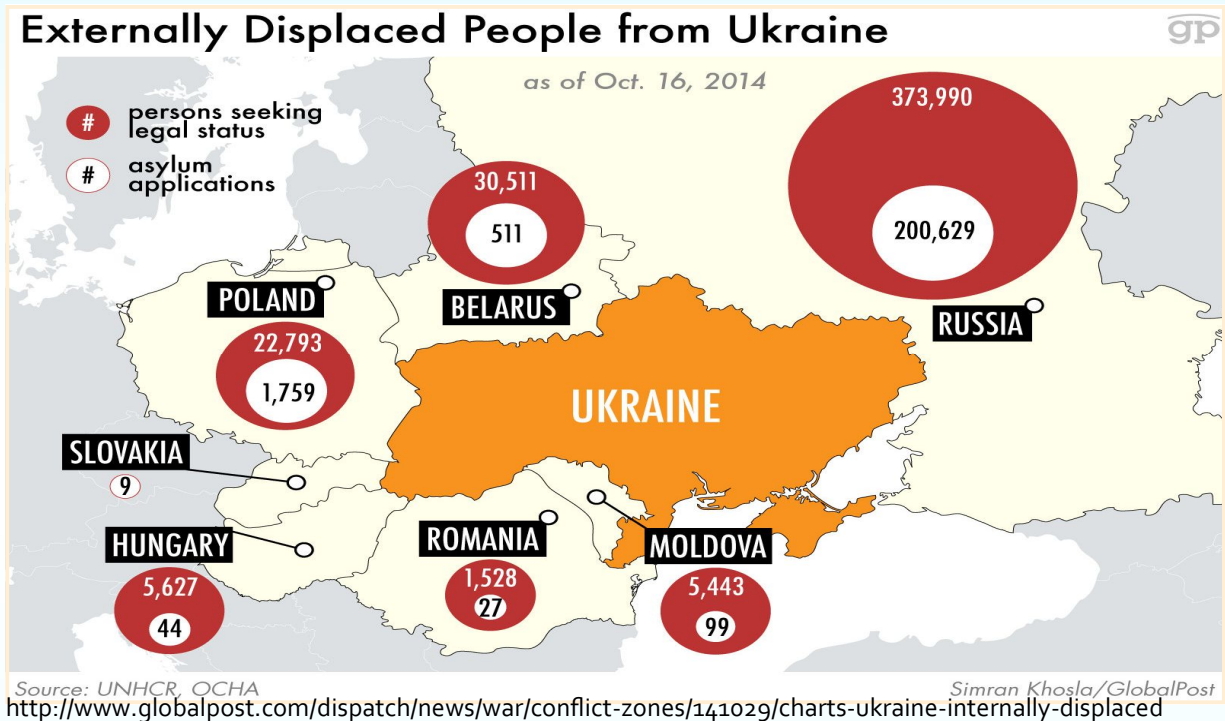 Externally Displaced People from Ukraine
gp
as of Oct. 16, 2014
# persons seeking
legal status
# asylum
applications
373,990
200,629
RUSSIA
30,511
511
BELARUS
POLAND
22,793
1,759
UKRAINE
SLOVAKIA
9
HUNGARY
5,627
44
ROMANIA
1,528
27
MOLDOVA
5,443
99
Source: UNHCR, OCHA
Simran Khosla/GlobalPost
http://www.globalpost.com/dispatch/news/war/conflict-zones/141029/charts-ukraine-internally-displaced